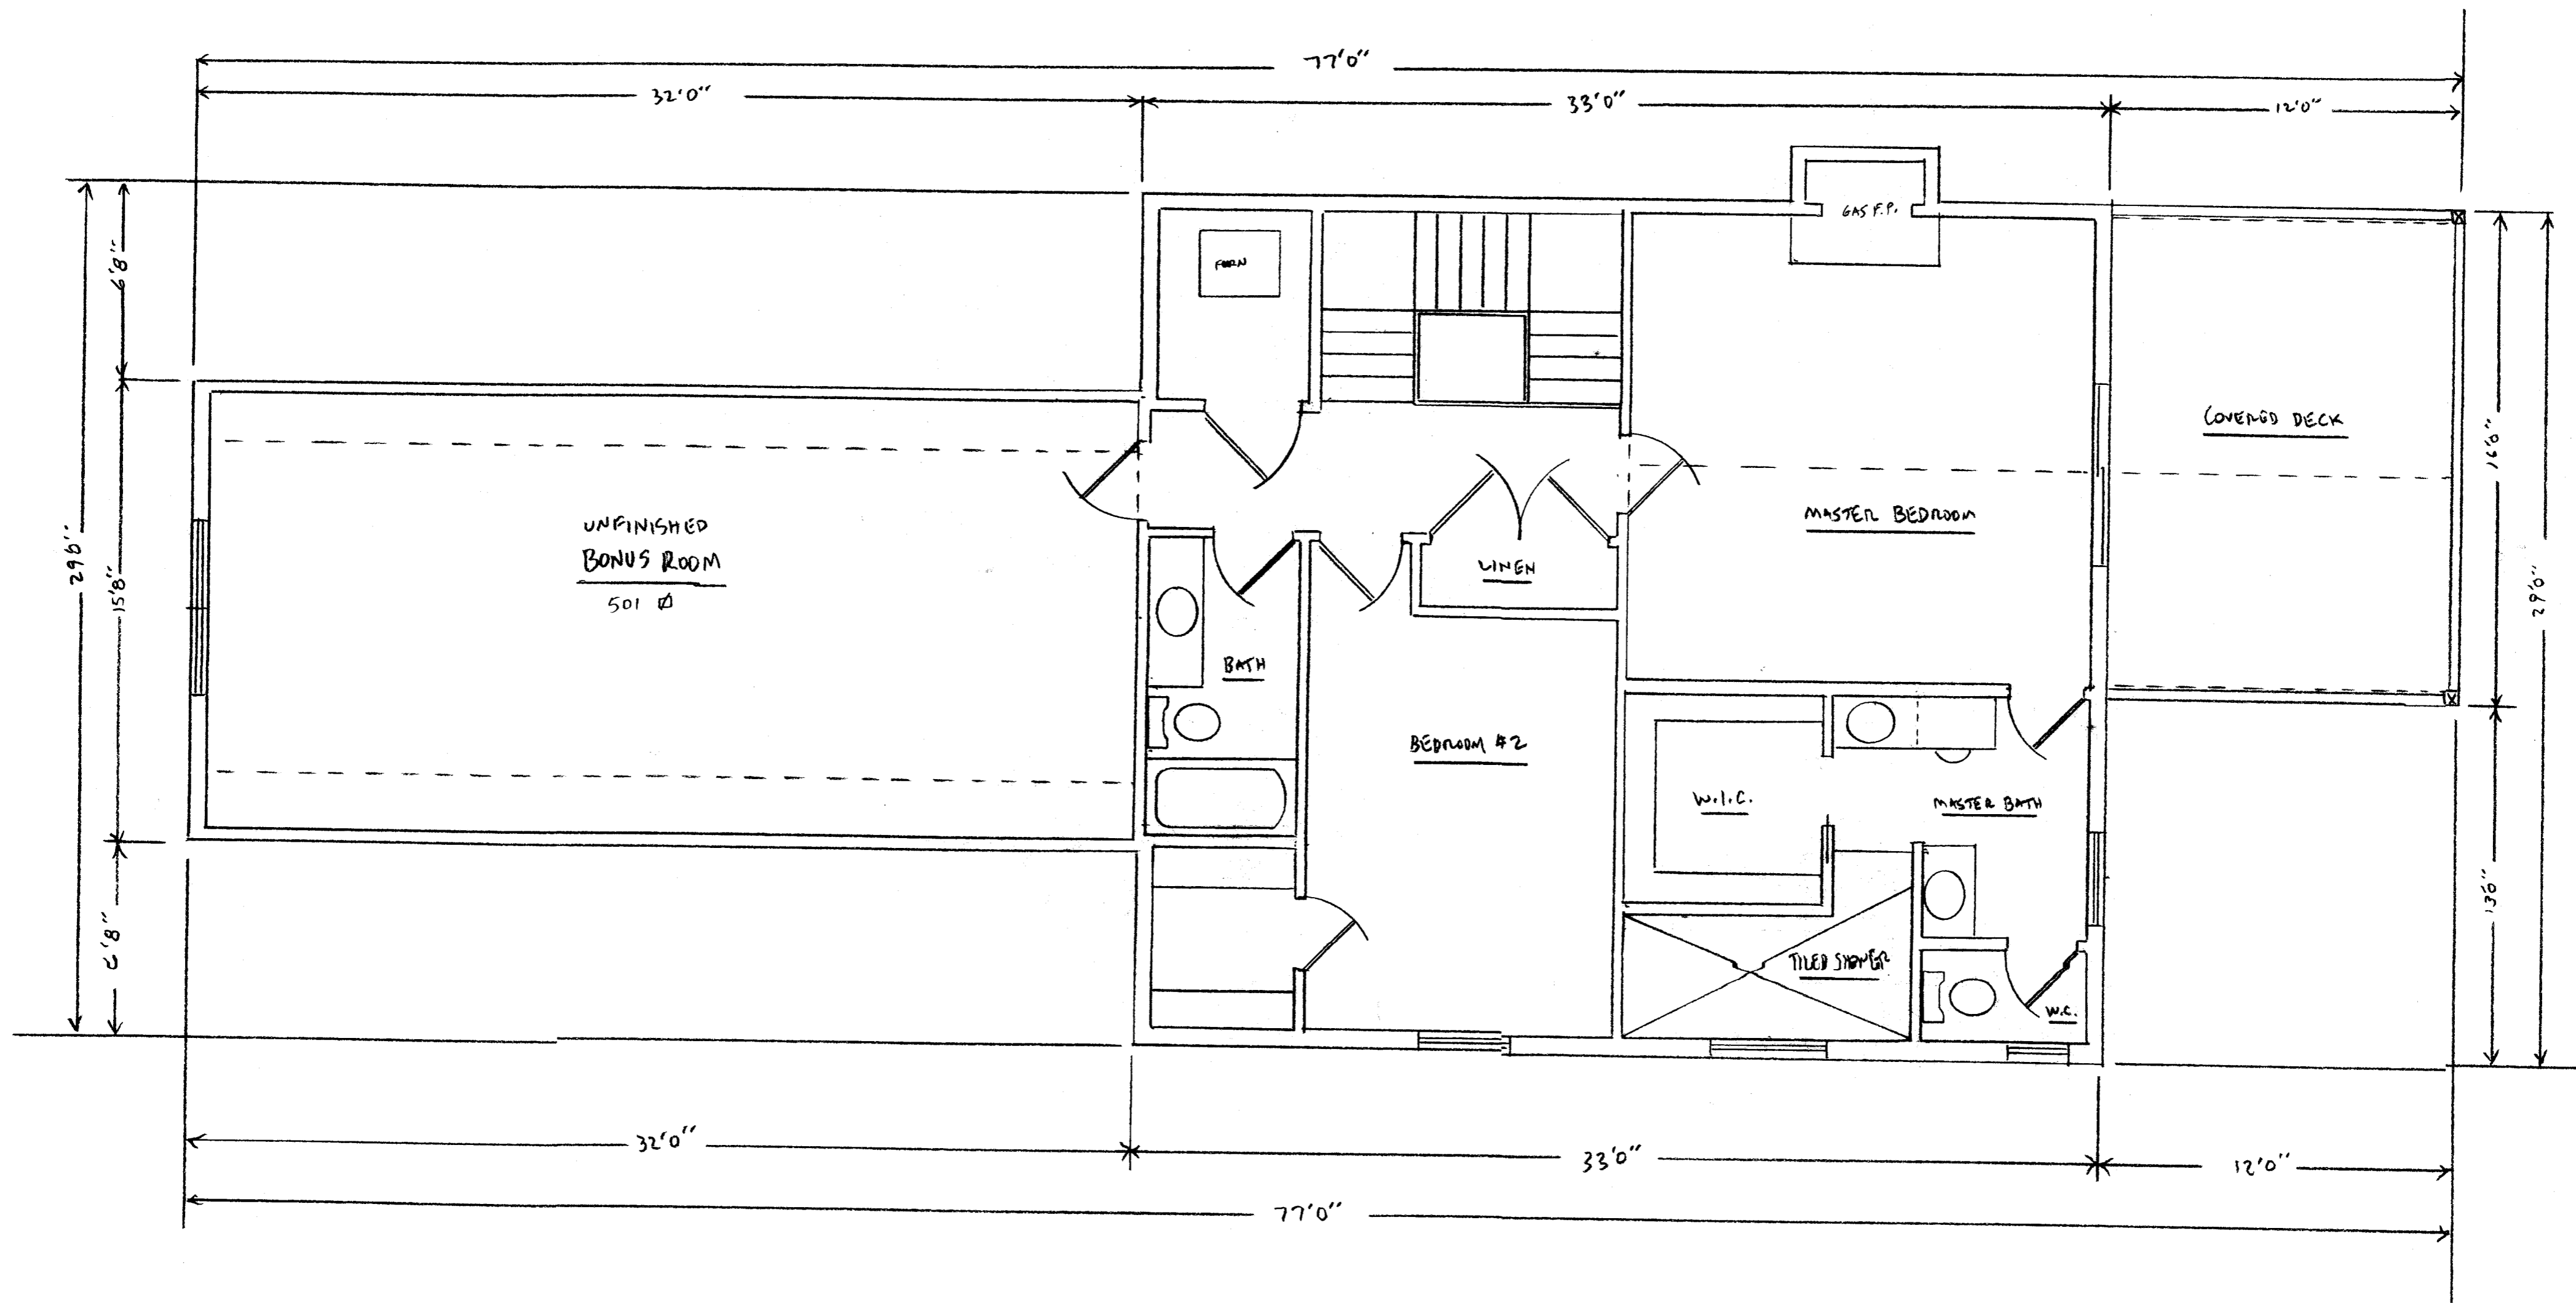 77'0"
32'0"
33'0"
12'0"
GAS F.P.
FURN
6'8"
COVERED DECK
16'0"
MASTER BEDROOM
UNFINISHED
BONUS ROOM
501
LINEN
29'6"
15'8"
29'0"
BATH
BEDROOM #2
W.I.C.
MASTER BATH
13'0"
6'8"
TILED SHOWER
W.C.
32'0"
33'0"
12'0"
77'0"